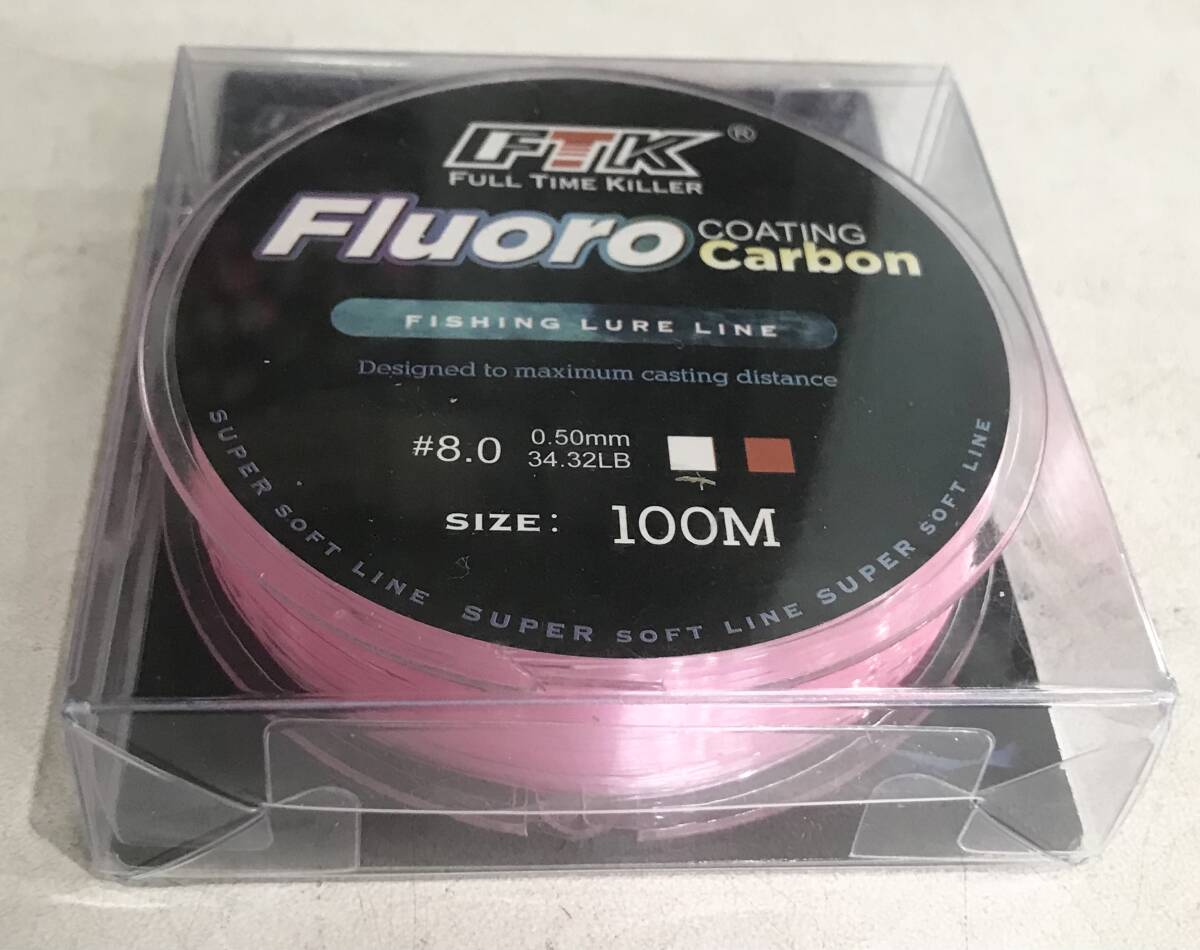 FTK®
FULL TIME KILLER
Fluoro COATING Carbon
FISHING LURE LINE
Designed to maximum casting distance
#8.0 0.50mm 34.32LB
SIZE: 100M
SUPER SOFT LINE SUPER SOFT LINE SUPER SOFT LINE